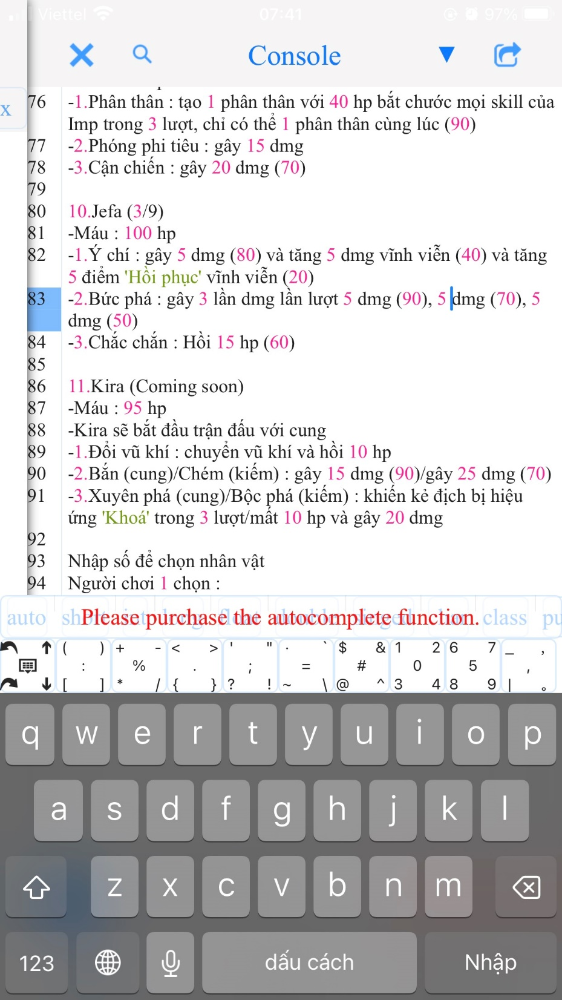 Viettel 07:41 97%
Console
x
76 -1.Phân thân : tạo 1 phân thân với 40 hp bắt chước mọi skill của
Imp trong 3 lượt, chỉ có thể 1 phân thân cùng lúc (90)
77 -2.Phóng phi tiêu : gây 15 dmg
78 -3.Cận chiến : gây 20 dmg (70)
79
80 10.Jefa (3/9)
81 -Máu : 100 hp
82 -1.Ý chí : gây 5 dmg (80) và tăng 5 dmg vĩnh viễn (40) và tăng
5 điểm 'Hồi phục' vĩnh viễn (20)
83 -2.Bức phá : gây 3 lần dmg lần lượt 5 dmg (90), 5 dmg (70), 5
dmg (50)
84 -3.Chắc chắn : Hồi 15 hp (60)
85
86 11.Kira (Coming soon)
87 -Máu : 95 hp
88 -Kira sẽ bắt đầu trận đấu với cung
89 -1.Đổi vũ khí : chuyển vũ khí và hồi 10 hp
90 -2.Bắn (cung)/Chém (kiếm) : gây 15 dmg (90)/gây 25 dmg (70)
91 -3.Xuyên phá (cung)/Bộc phá (kiếm) : khiến kẻ địch bị hiệu
ứng 'Khoá' trong 3 lượt/mất 10 hp và gây 20 dmg
92
93 Nhập số để chọn nhân vật
94 Người chơi 1 chọn :
auto Please purchase the autocomplete function. class pu
( ) + - < > ' " · ` $ & 1 2 6 7 _ ,
: % . ; = # 0 5 ,
[ ] * / { } ? ! ~ \ @ ^ 3 4 8 9 | 。
q w e r t y u i o p
a s d f g h j k l
z x c v b n m
123 dấu cách Nhập